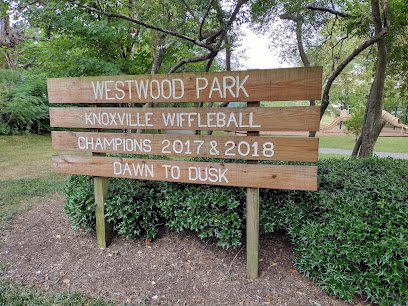 WESTWOOD PARK
KNOXVILLE WIFFLEBALL
CHAMPIONS 2017 & 2018
DAWN TO DUSK